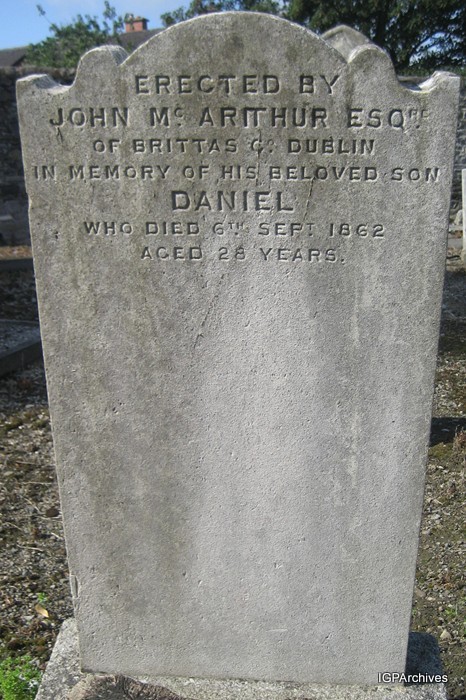 ERECTED BY
JOHN Mc ARTHUR ESQRE
OF BRITTAS Co. DUBLIN
IN MEMORY OF HIS BELOVED SON
DANIEL
WHO DIED 6TH SEPT 1862
AGED 28 YEARS.
IGPArchives